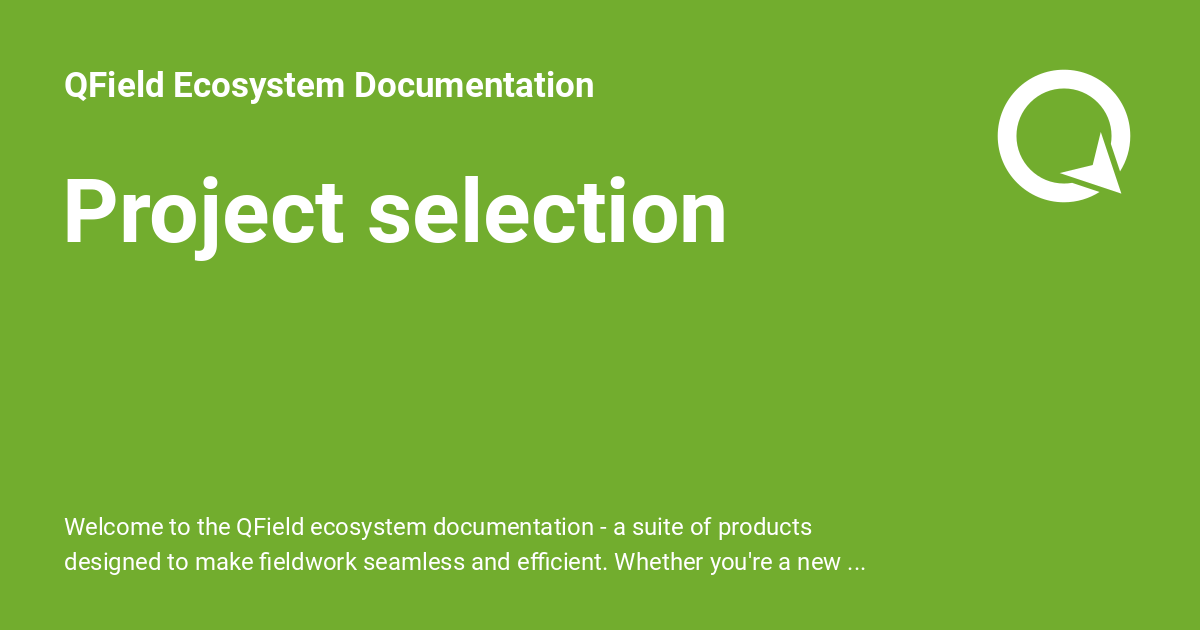 QField Ecosystem Documentation
Project selection
Welcome to the QField ecosystem documentation - a suite of products
designed to make fieldwork seamless and efficient. Whether you're a new ...